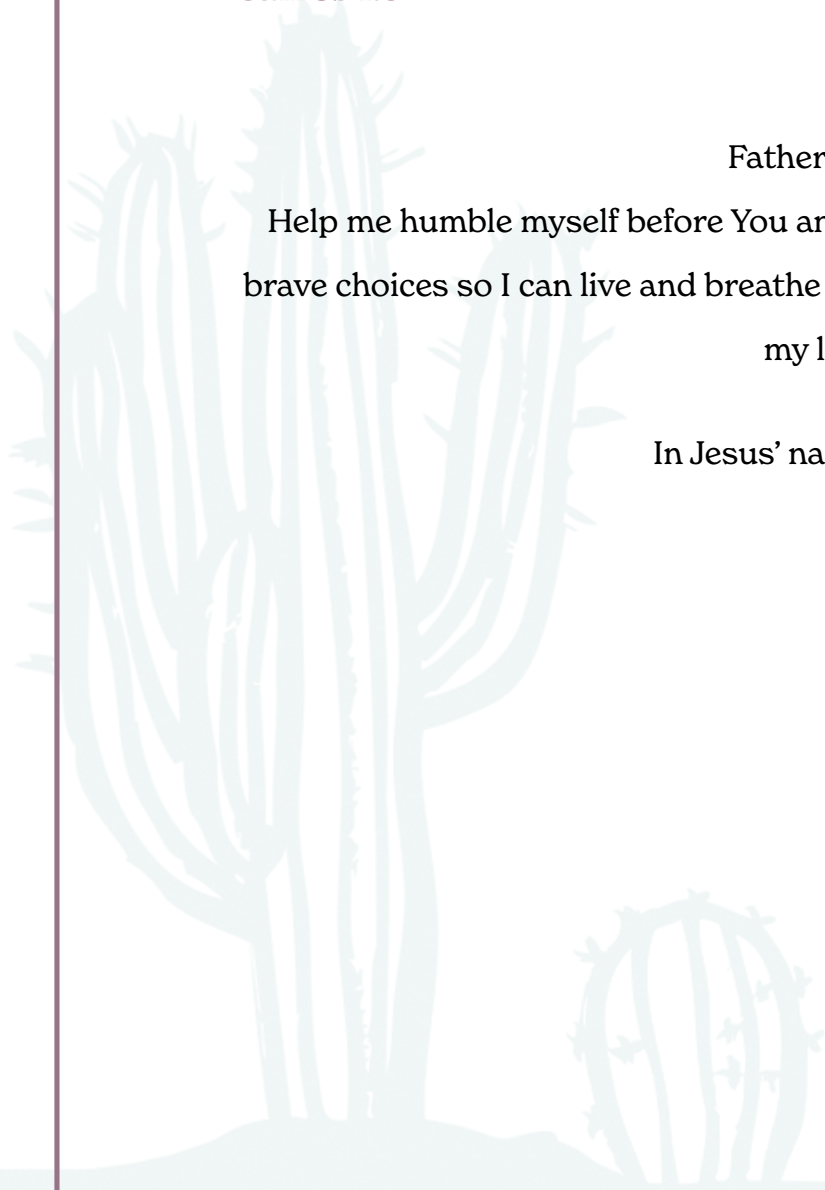 Father
Help me humble myself before You
brave choices so I can live and breathe
my
In Jesus’